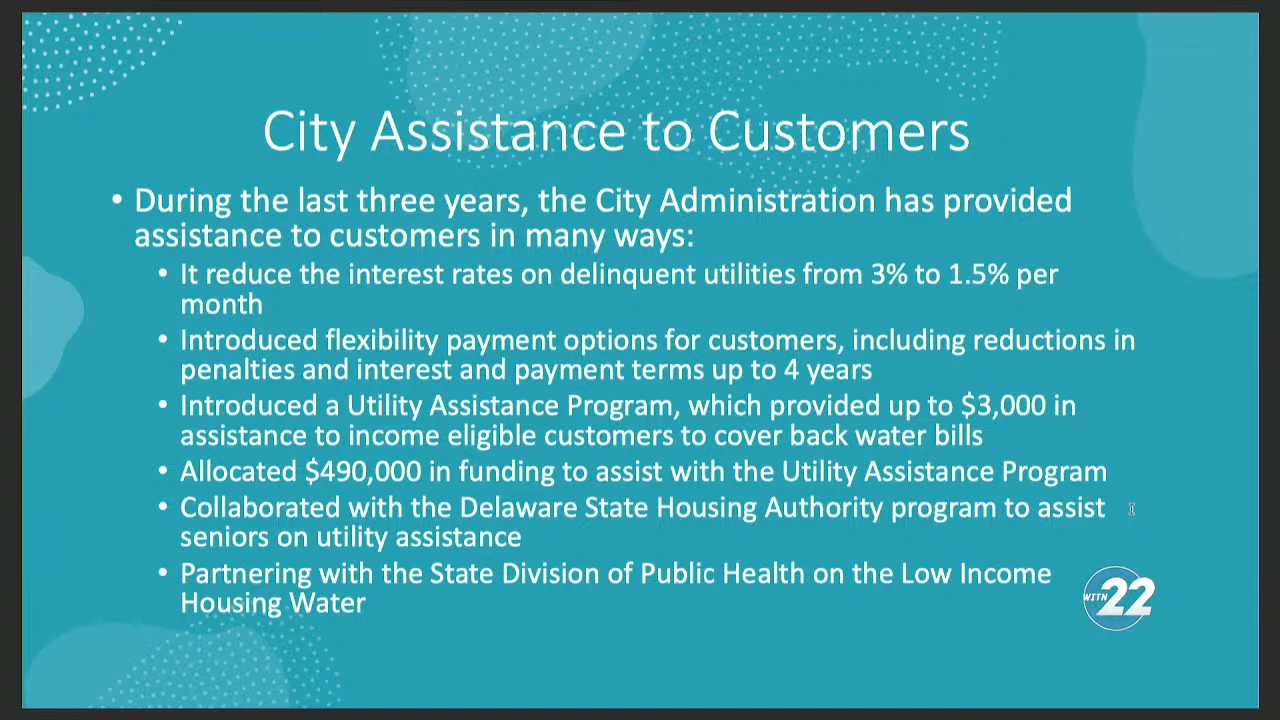 City Assistance to Customers
• During the last three years, the City Administration has provided
assistance to customers in many ways:
• It reduce the interest rates on delinquent utilities from 3% to 1.5% per
month
• Introduced flexibility payment options for customers, including reductions in
penalties and interest and payment terms up to 4 years
• Introduced a Utility Assistance Program, which provided up to $3,000 in
assistance to income eligible customers to cover back water bills
• Allocated $490,000 in funding to assist with the Utility Assistance Program
• Collaborated with the Delaware State Housing Authority program to assist
seniors on utility assistance
• Partnering with the State Division of Public Health on the Low Income
Housing Water
WITN 22